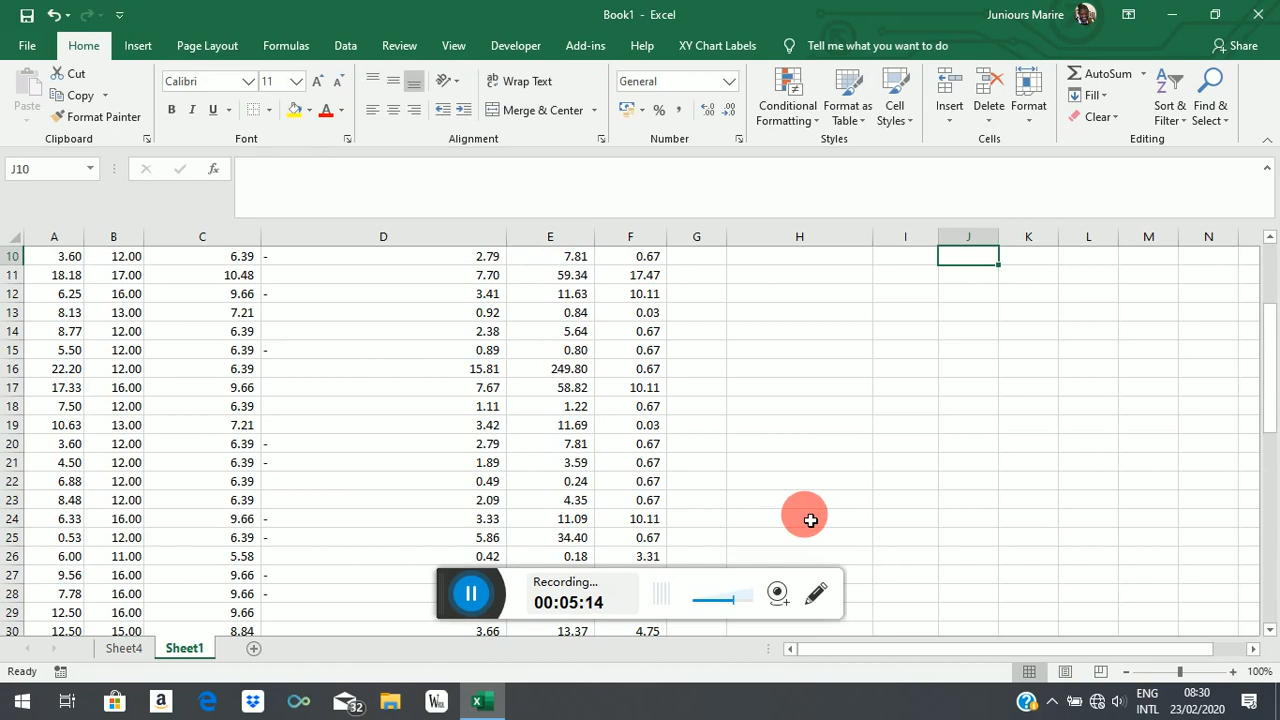 Book1 - Excel
Juniours Marire
File Home Insert Page Layout Formulas Data Review View Developer Add-ins Help XY Chart Labels Tell me what you want to do Share
Paste
Cut
Copy
Format Painter
Clipboard
Calibri 11
B I U
Font
Wrap Text
Merge & Center
Alignment
General
Number
Conditional Formatting
Format as Table
Cell Styles
Styles
Insert Delete Format
Cells
AutoSum
Fill
Clear
Sort & Filter
Find & Select
Editing
J10
fx
A B C D E F G H I J K L M N
10 3.60 12.00 6.39 - 2.79 7.81 0.67
11 18.18 17.00 10.48 7.70 59.34 17.47
12 6.25 16.00 9.66 - 3.41 11.63 10.11
13 8.13 13.00 7.21 0.92 0.84 0.03
14 8.77 12.00 6.39 2.38 5.64 0.67
15 5.50 12.00 6.39 - 0.89 0.80 0.67
16 22.20 12.00 6.39 15.81 249.80 0.67
17 17.33 16.00 9.66 7.67 58.82 10.11
18 7.50 12.00 6.39 1.11 1.22 0.67
19 10.63 13.00 7.21 3.42 11.69 0.03
20 3.60 12.00 6.39 - 2.79 7.81 0.67
21 4.50 12.00 6.39 - 1.89 3.59 0.67
22 6.88 12.00 6.39 0.49 0.24 0.67
23 8.48 12.00 6.39 2.09 4.35 0.67
24 6.33 16.00 9.66 - 3.33 11.09 10.11
25 0.53 12.00 6.39 - 5.86 34.40 0.67
26 6.00 11.00 5.58 0.42 0.18 3.31
27 9.56 16.00 9.66 -
28 7.78 16.00 9.66 -
29 12.50 16.00 9.66
30 12.50 15.00 8.84 3.66 13.37 4.75
Recording...
00:05:14
Sheet4 Sheet1
Ready 100%
32
ENG
INTL
08:30
23/02/2020